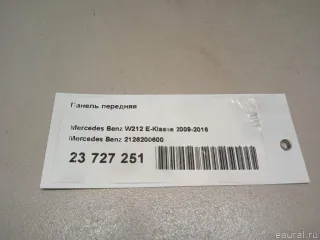 Панель передняя
Mercedes Benz W212 E-Klasse 2009-2016
Mercedes Benz 2126200600
23 727 251
eaural.ru